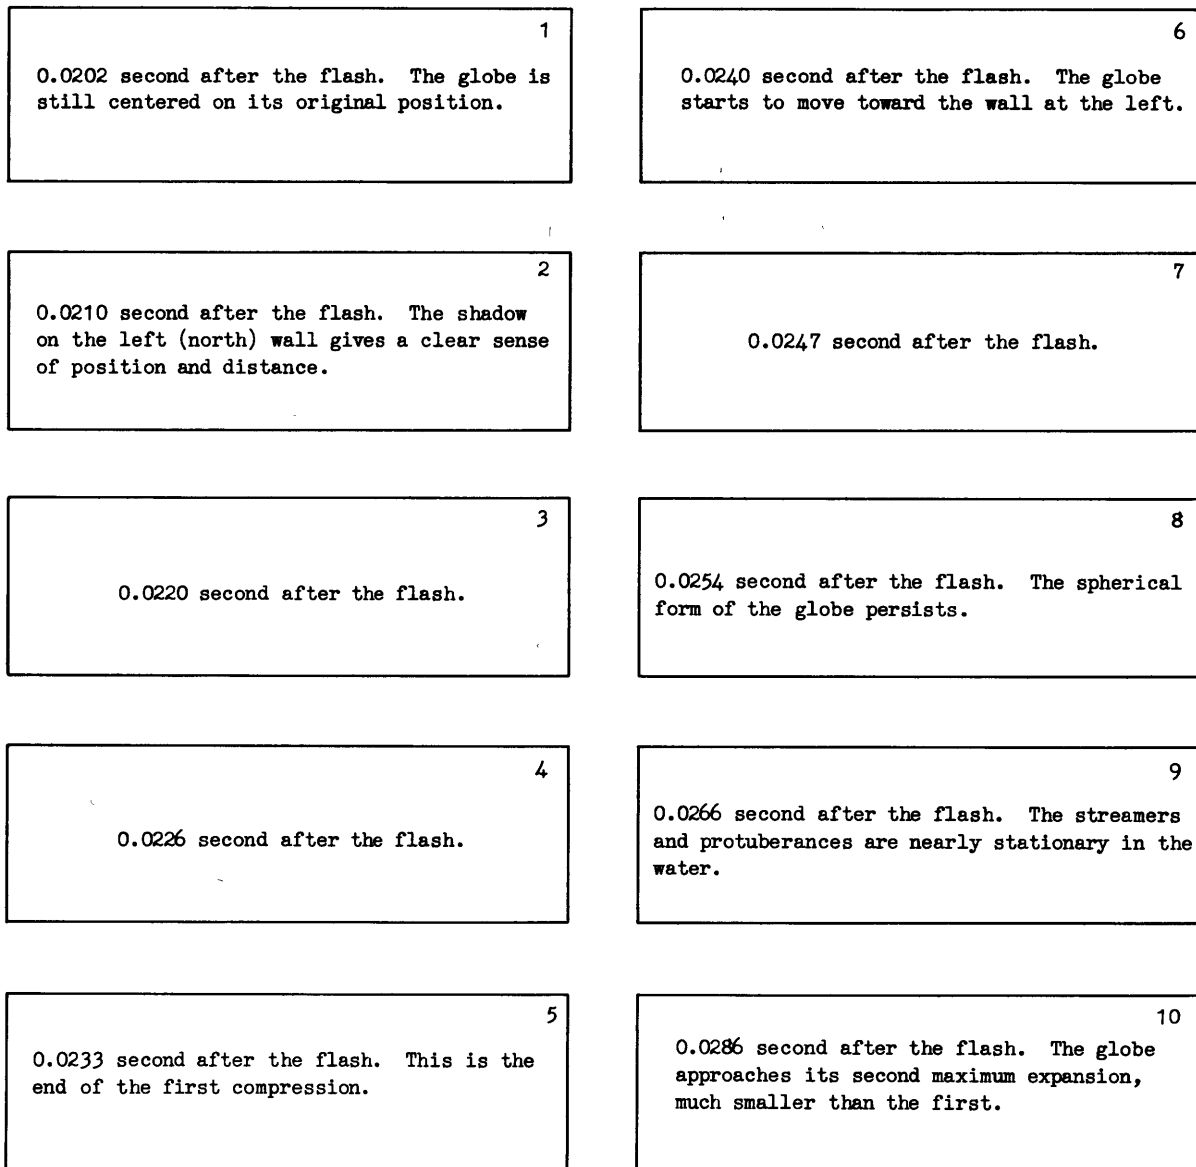 1
0.0202 second after the flash. The globe is
still centered on its original position.
2
0.0210 second after the flash. The shadow
on the left (north) wall gives a clear sense
of position and distance.
3
0.0220 second after the flash.
4
0.0226 second after the flash.
5
0.0233 second after the flash. This is the
end of the first compression.
6
0.0240 second after the flash. The globe
starts to move toward the wall at the left.
7
0.0247 second after the flash.
8
0.0254 second after the flash. The spherical
form of the globe persists.
9
0.0266 second after the flash. The streamers
and protuberances are nearly stationary in the
water.
10
0.0286 second after the flash. The globe
approaches its second maximum expansion,
much smaller than the first.